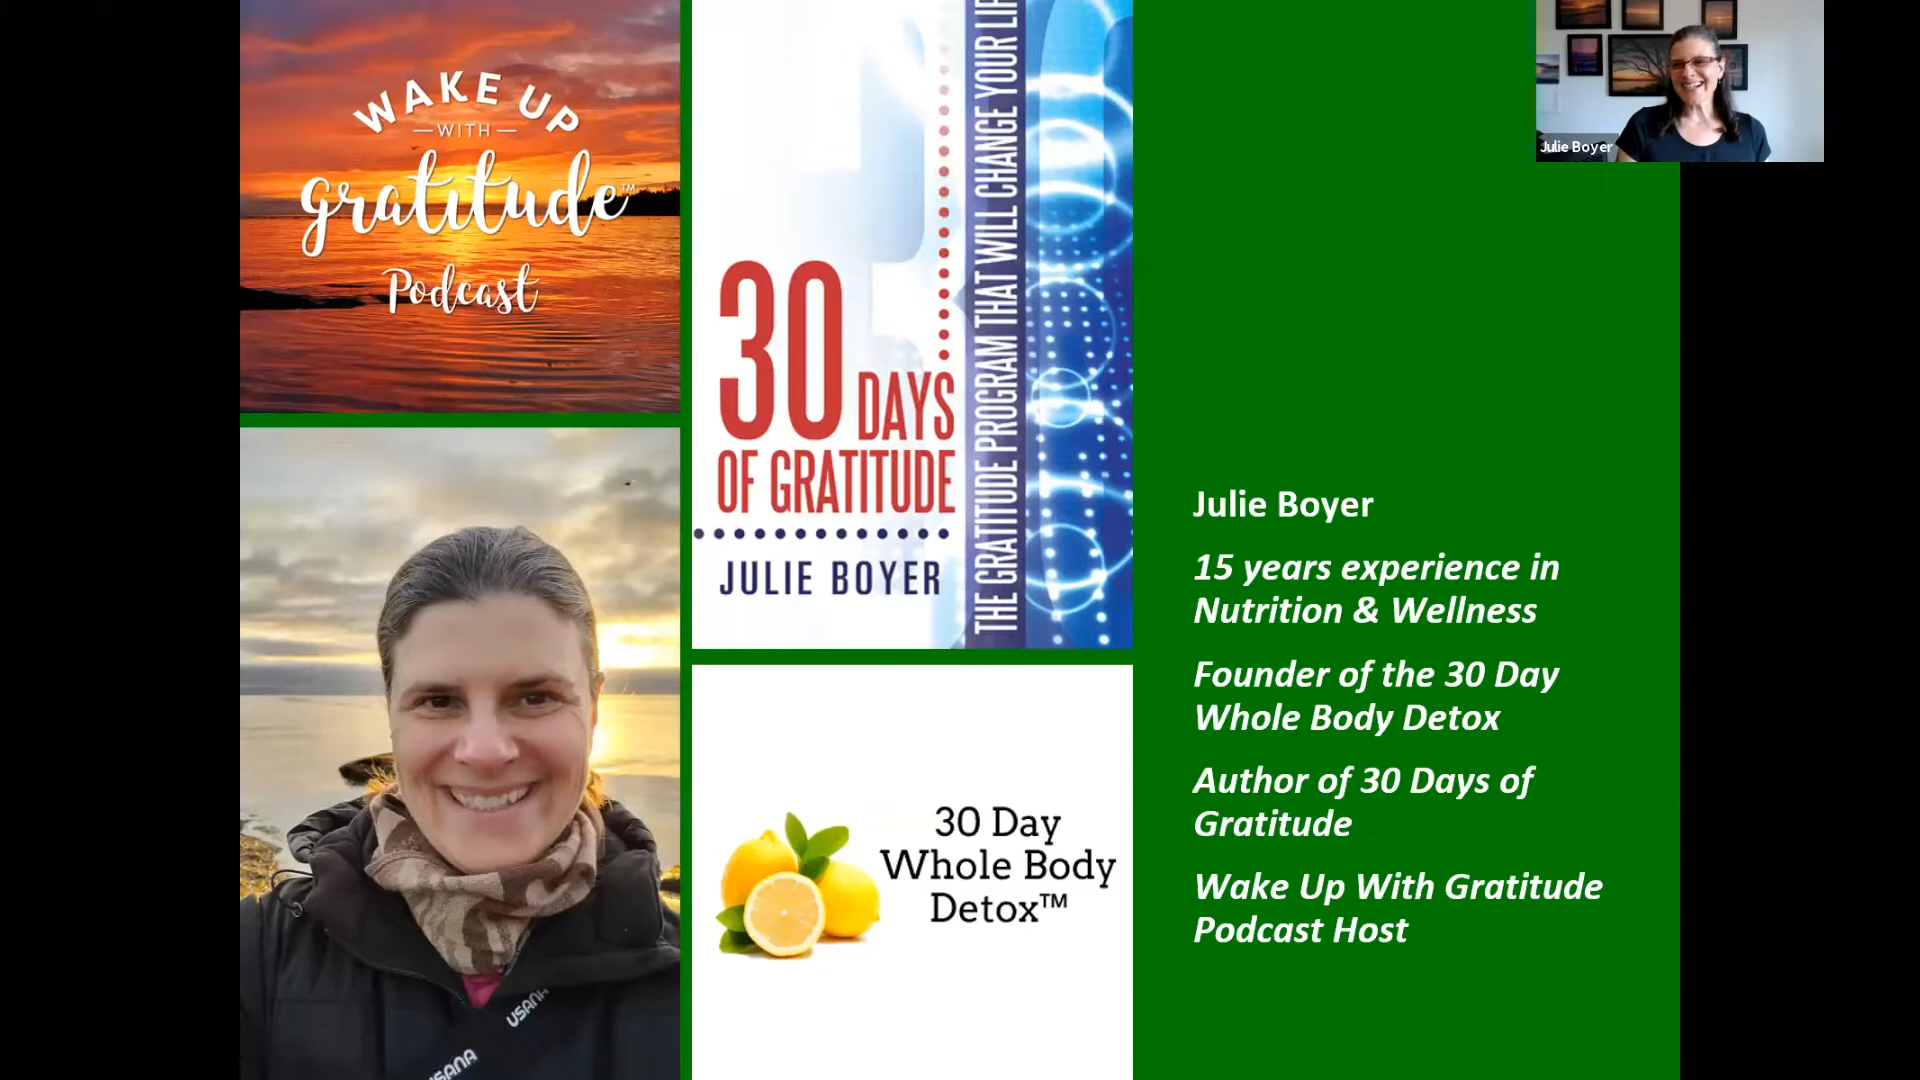 WAKE UP
WITH
gratitude™
Podcast
30 DAYS
OF GRATITUDE
JULIE BOYER
THE GRATITUDE PROGRAM THAT WILL CHANGE YOUR
USANA
30 Day
Whole Body
Detox™
Julie Boyer
Julie Boyer
15 years experience in
Nutrition & Wellness
Founder of the 30 Day
Whole Body Detox
Author of 30 Days of
Gratitude
Wake Up With Gratitude
Podcast Host